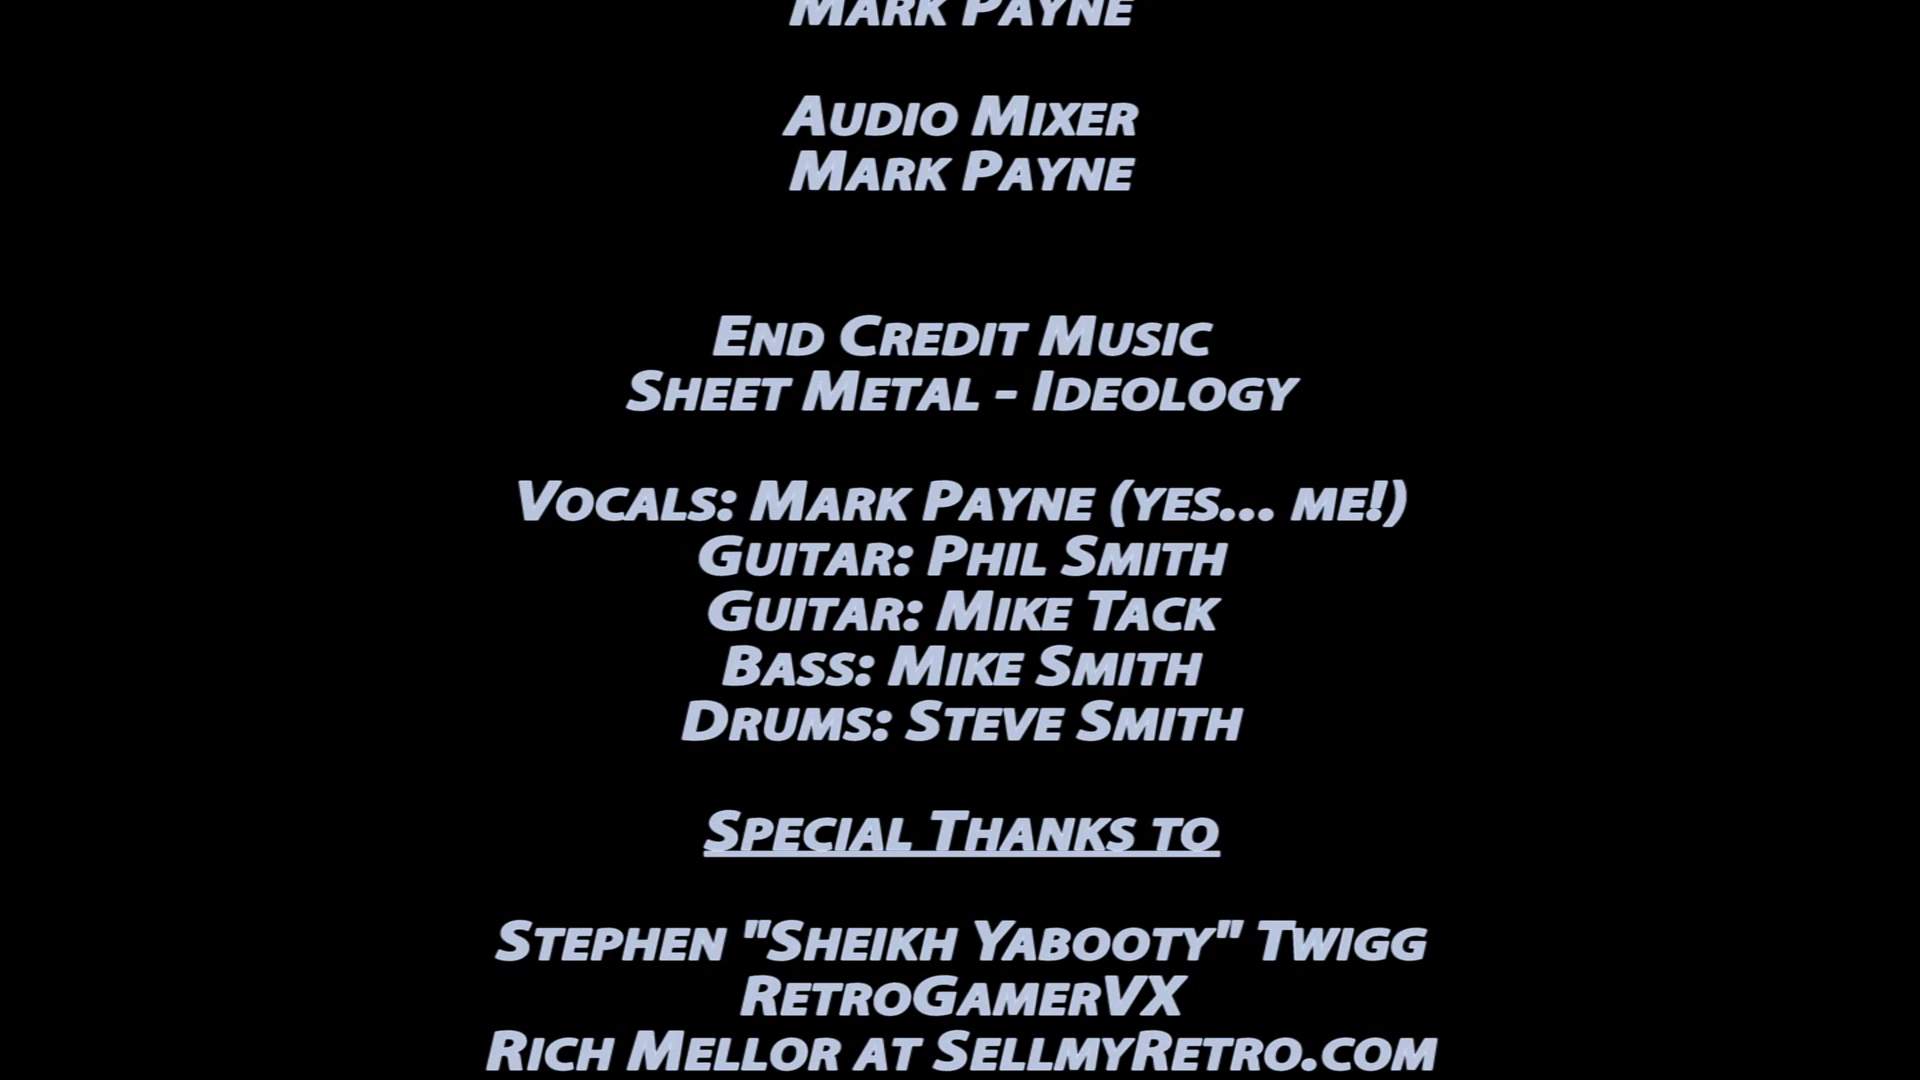 Mark Payne
Audio Mixer
Mark Payne
End Credit Music
Sheet Metal - Ideology
Vocals: Mark Payne (yes... me!)
Guitar: Phil Smith
Guitar: Mike Tack
Bass: Mike Smith
Drums: Steve Smith
Special Thanks to
Stephen "Sheikh Yabooty" Twigg
RetroGamerVX
Rich Mellor at SellmyRetro.com